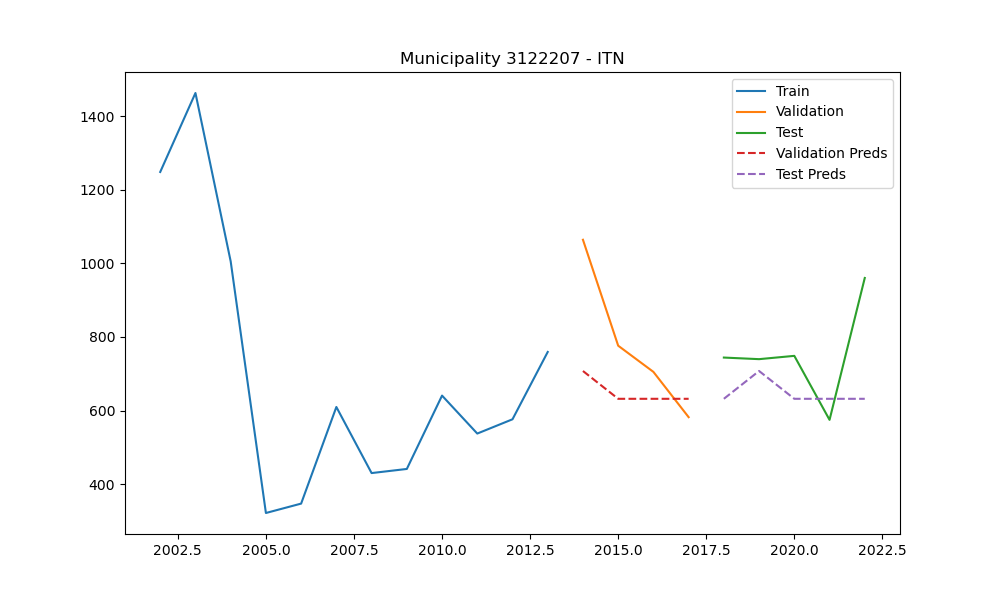 Municipality 3122207 - ITN
Train
Validation
Test
Validation Preds
Test Preds
1400
1200
1000
800
600
400
2002.5 2005.0 2007.5 2010.0 2012.5 2015.0 2017.5 2020.0 2022.5